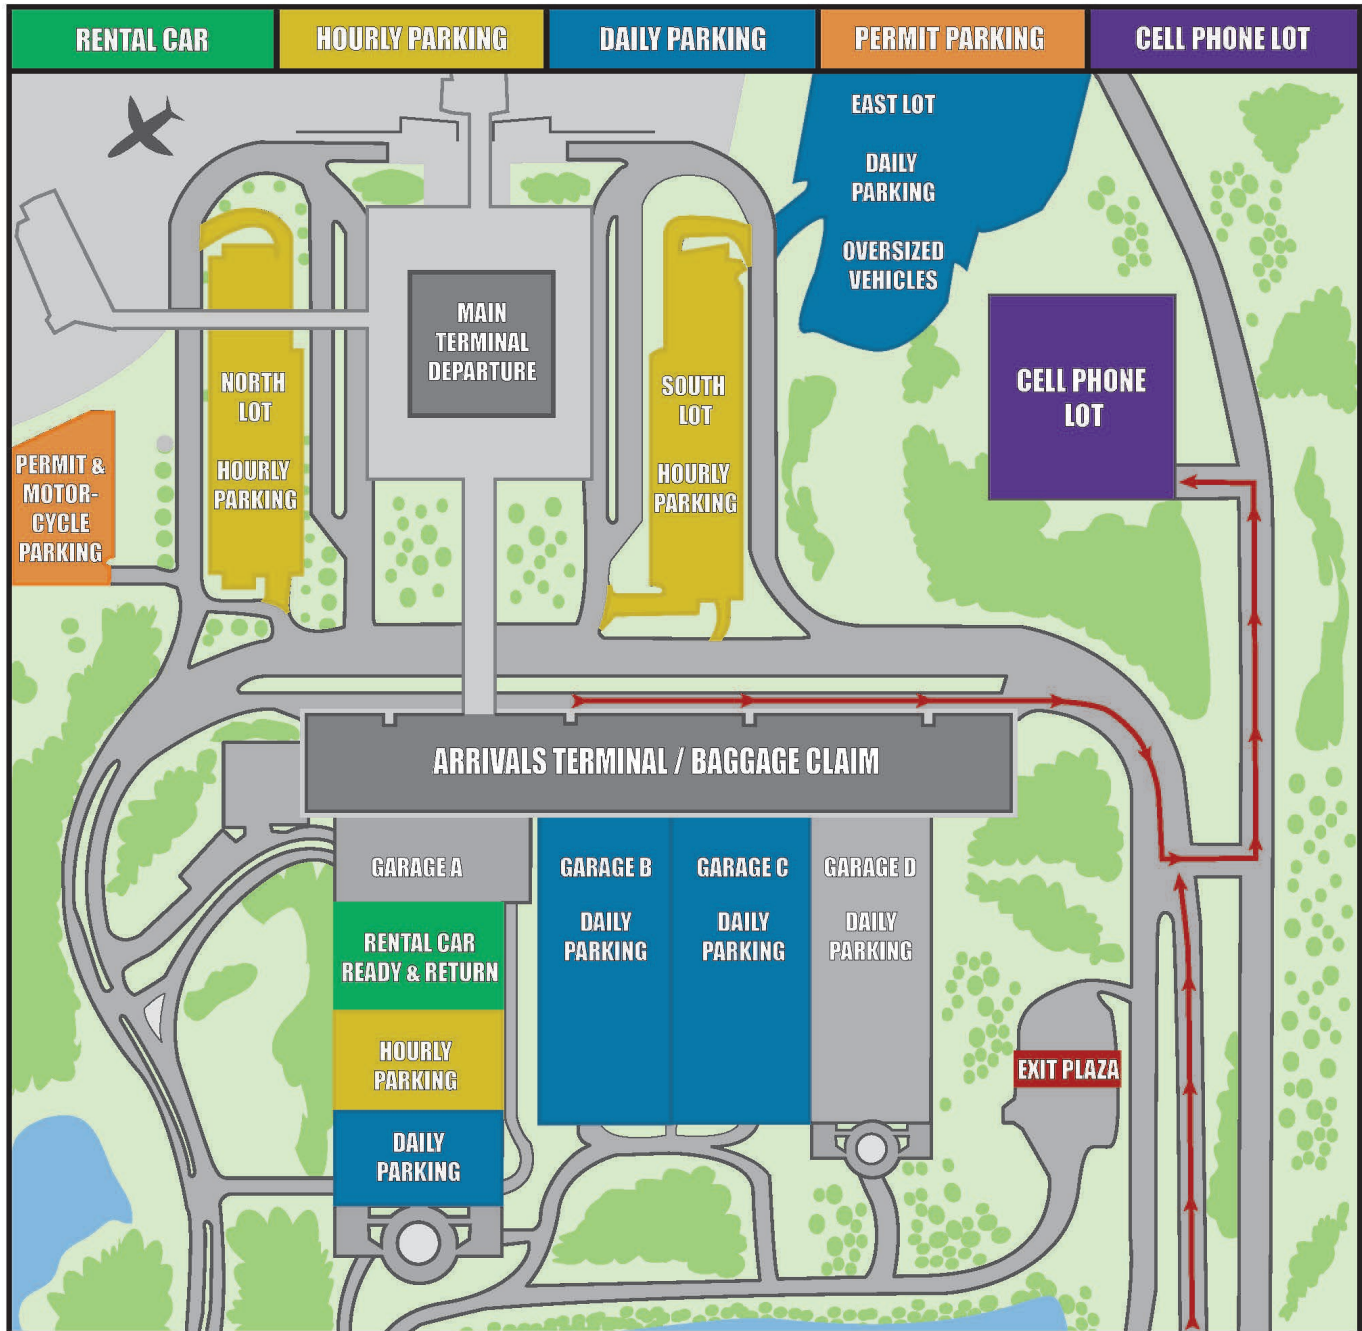 RENTAL CAR
HOURLY PARKING
DAILY PARKING
PERMIT PARKING
CELL PHONE LOT
EAST LOT
DAILY
PARKING
OVERSIZED
VEHICLES
MAIN
TERMINAL
DEPARTURE
NORTH
LOT
HOURLY
PARKING
SOUTH
LOT
HOURLY
PARKING
CELL PHONE
LOT
PERMIT &
MOTOR-
CYCLE
PARKING
ARRIVALS TERMINAL / BAGGAGE CLAIM
GARAGE A
RENTAL CAR
READY & RETURN
HOURLY
PARKING
DAILY
PARKING
GARAGE B
DAILY
PARKING
GARAGE C
DAILY
PARKING
GARAGE D
DAILY
PARKING
EXIT PLAZA